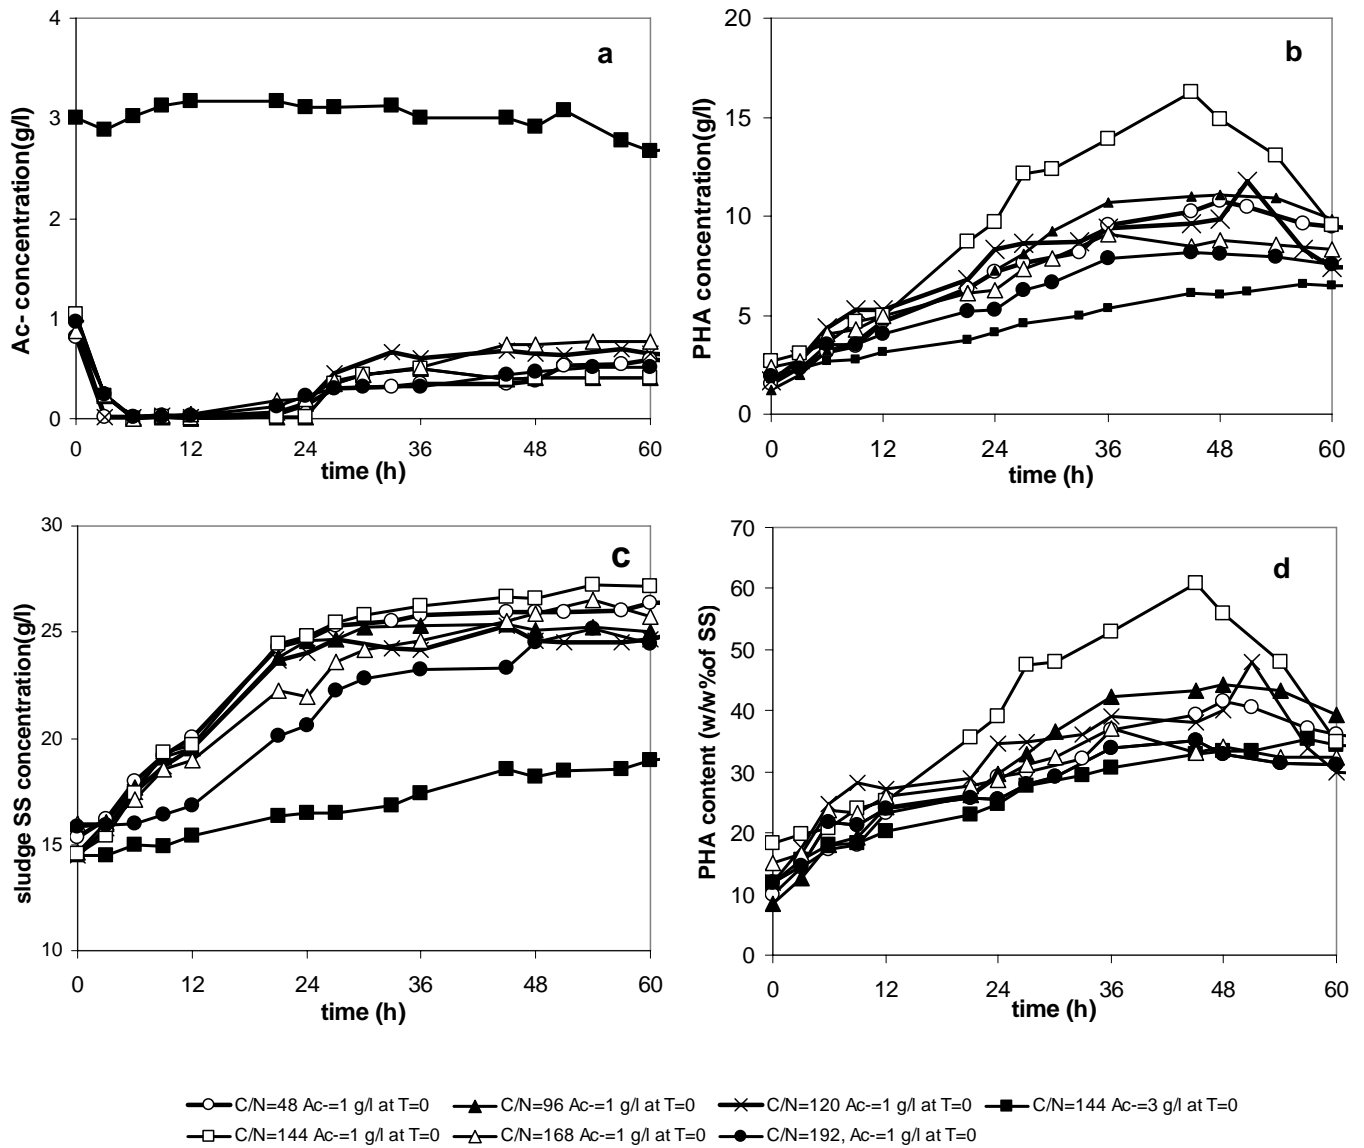 a
Ac- concentration(g/l)
4
3
2
1
0
0 12 24 36 48 60
time (h)
b
PHA concentration(g/l)
20
15
10
5
0
0 12 24 36 48 60
time (h)
c
sludge SS concentration(g/l)
30
25
20
15
10
0 12 24 36 48 60
time (h)
d
PHA content (w/w%of SS)
70
60
50
40
30
20
10
0
0 12 24 36 48 60
time (h)
C/N=48 Ac-=1 g/l at T=0 C/N=96 Ac-=1 g/l at T=0 C/N=120 Ac-=1 g/l at T=0 C/N=144 Ac-=3 g/l at T=0
C/N=144 Ac-=1 g/l at T=0 C/N=168 Ac-=1 g/l at T=0 C/N=192, Ac-=1 g/l at T=0